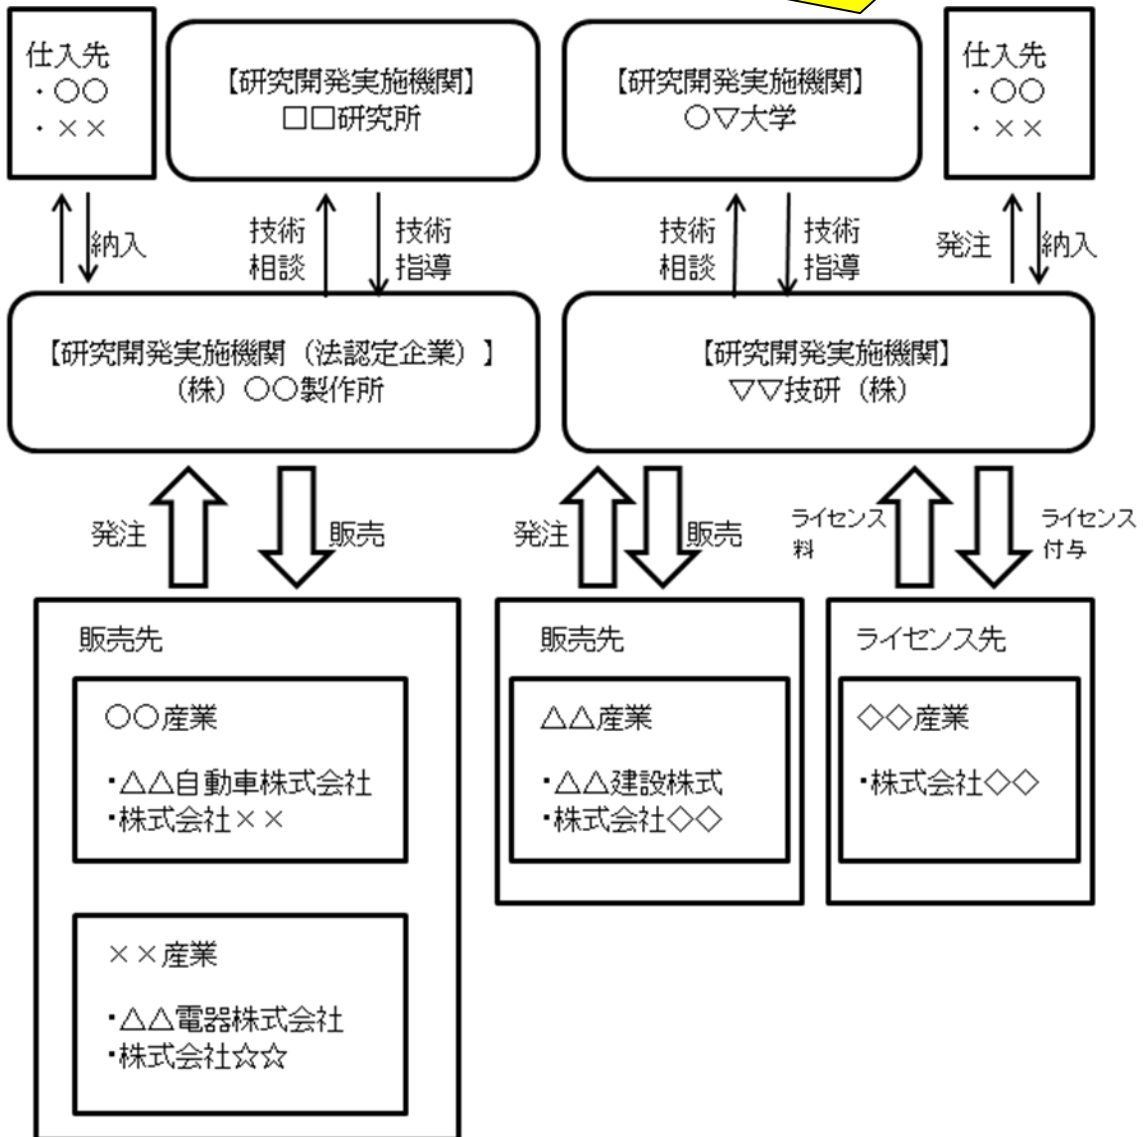 仕入先
・○○
・××
【研究開発実施機関】
□□研究所
【研究開発実施機関】
○▽大学
仕入先
・○○
・××
納入
技術
相談
技術
指導
技術
相談
技術
指導
発注
納入
【研究開発実施機関（法認定企業）】
（株）○○製作所
【研究開発実施機関】
▽▽技研（株）
発注
販売
発注
販売
ライセンス
料
ライセンス
付与
販売先
○○産業
・△△自動車株式会社
・株式会社××
××産業
・△△電器株式会社
・株式会社☆☆
販売先
△△産業
・△△建設株式
・株式会社◇◇
ライセンス先
◇◇産業
・株式会社◇◇